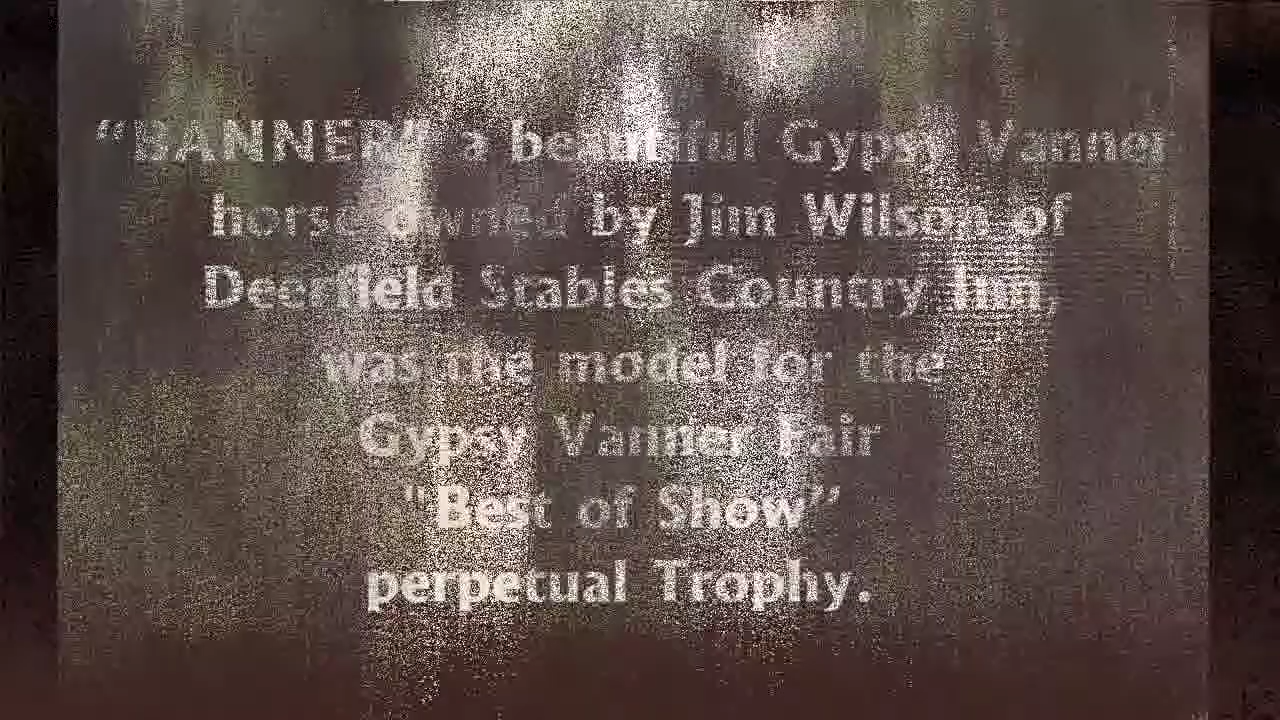 “BANNER” a beautiful Gypsy Vanner
horse owned by Jim Wilson of
Deerfield Stables Country Inn,
was the model for the
Gypsy Vanner Fair
"Best of Show”
perpetual Trophy.